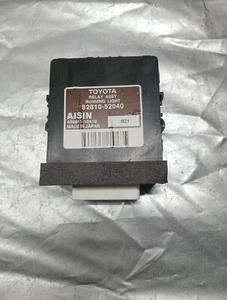 TOYOTA
RELAY ASSY
RUNNING LIGHT
82810-52040
AISIN
MADE IN JAPAN